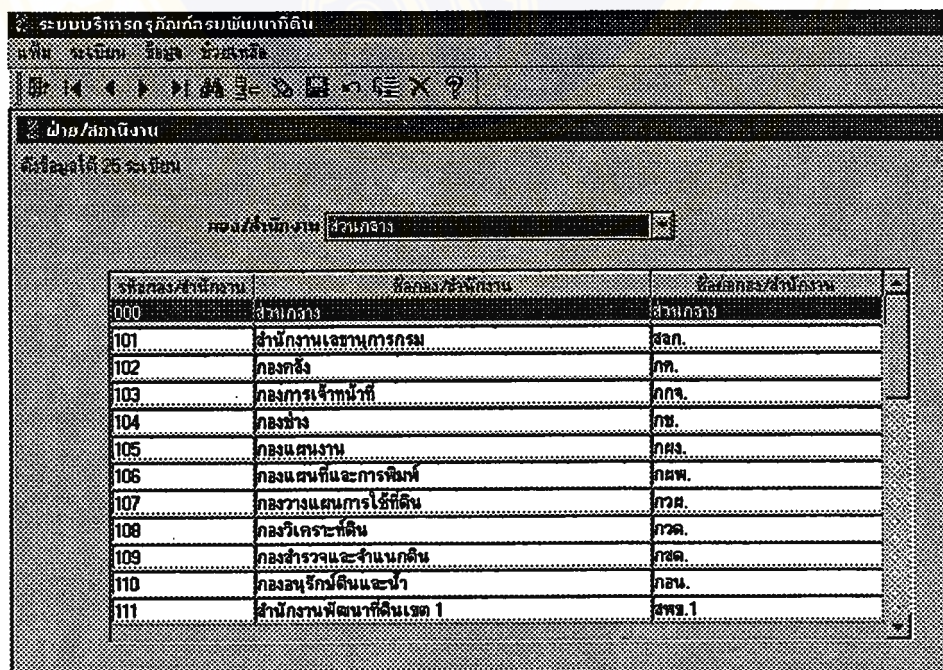 ระบบบริหารครุภัณฑ์กรมพัฒนาที่ดิน
แฟ้ม ระเบียน ข้อมูล ช่วยเหลือ
ฝ่าย/สถานีงาน
ดึงข้อมูลได้ 25 ระเบียน
กอง/สำนักงาน ส่วนกลาง
รหัสกอง/สำนักงาน ชื่อกอง/สำนักงาน ชื่อย่อกอง/สำนักงาน
000 ส่วนกลาง ส่วนกลาง
101 สำนักงานเลขานุการกรม สลก.
102 กองคลัง กค.
103 กองการเจ้าหน้าที่ กกจ.
104 กองช่าง กช.
105 กองแผนงาน กผง.
106 กองแผนที่และการพิมพ์ กผพ.
107 กองวางแผนการใช้ที่ดิน กวผ.
108 กองวิเคราะห์ดิน กวด.
109 กองสำรวจและจำแนกดิน กสด.
110 กองอนุรักษ์ดินและน้ำ กอน.
111 สำนักงานพัฒนาที่ดินเขต 1 สพข.1